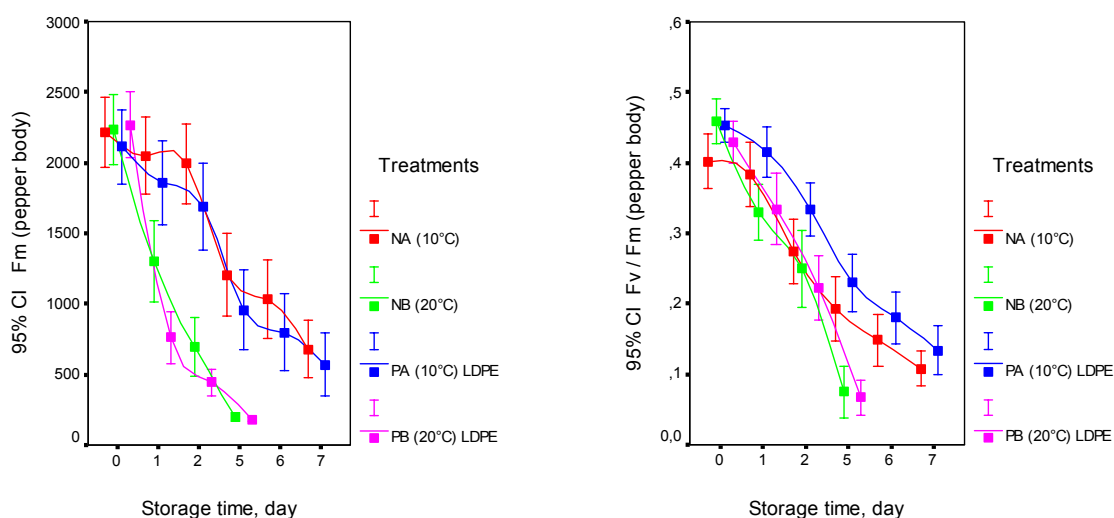 95% CI Fm (pepper body)
3000
2500
2000
1500
1000
500
0
0 1 2 5 6 7
Storage time, day
Treatments
NA (10°C)
NB (20°C)
PA (10°C) LDPE
PB (20°C) LDPE
95% CI Fv / Fm (pepper body)
,6
,5
,4
,3
,2
,1
0,0
0 1 2 5 6 7
Storage time, day
Treatments
NA (10°C)
NB (20°C)
PA (10°C) LDPE
PB (20°C) LDPE